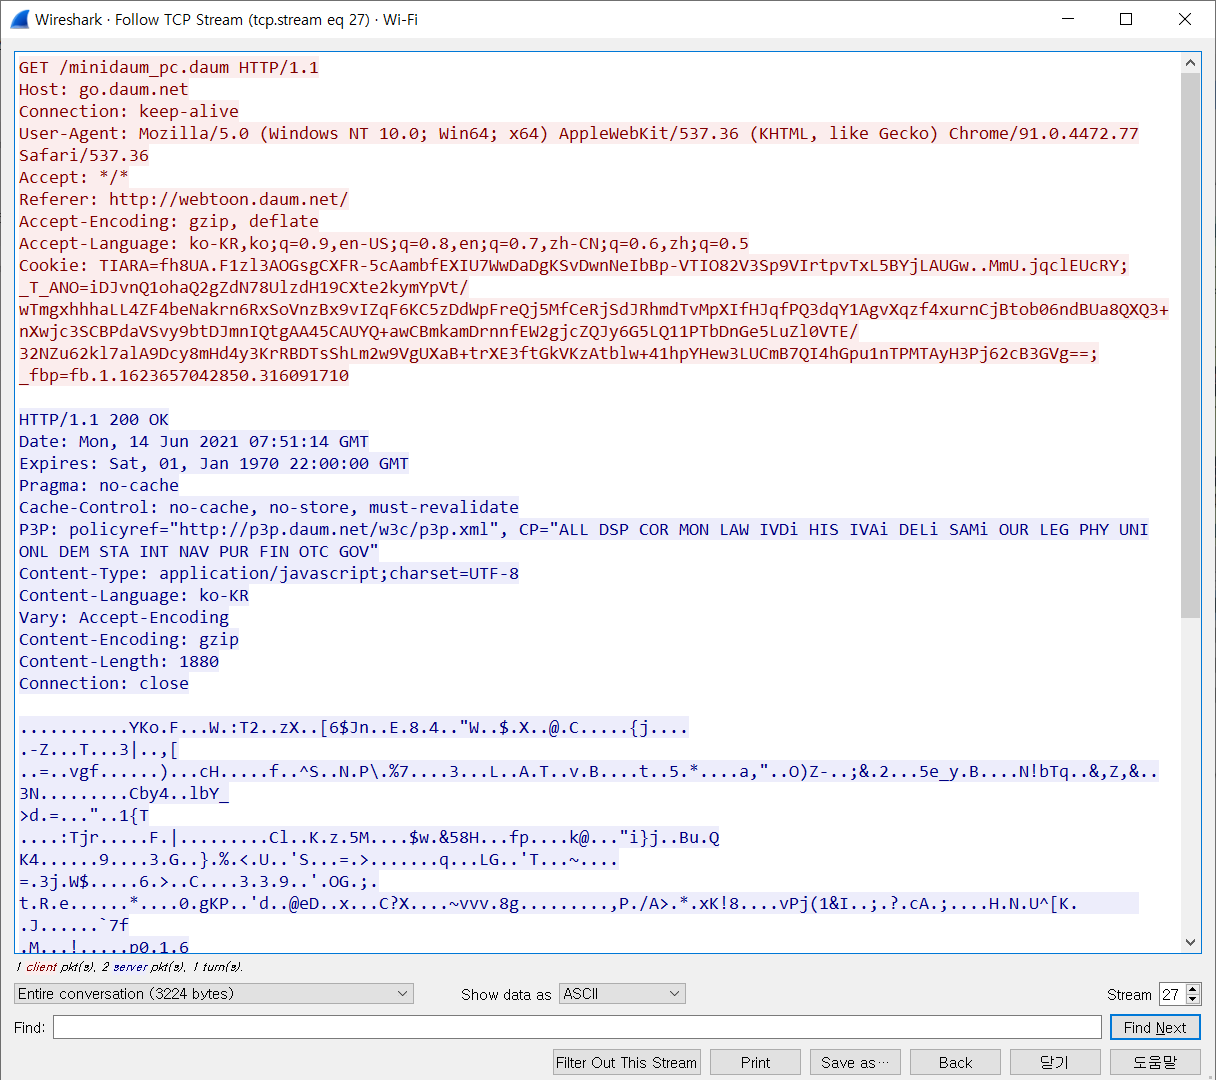 Wireshark · Follow TCP Stream (tcp.stream eq 27) · Wi-Fi
GET /minidaum_pc.daum HTTP/1.1
Host: go.daum.net
Connection: keep-alive
User-Agent: Mozilla/5.0 (Windows NT 10.0; Win64; x64) AppleWebKit/537.36 (KHTML, like Gecko) Chrome/91.0.4472.77
Safari/537.36
Accept: */*
Referer: http://webtoon.daum.net/
Accept-Encoding: gzip, deflate
Accept-Language: ko-KR,ko;q=0.9,en-US;q=0.8,en;q=0.7,zh-CN;q=0.6,zh;q=0.5
Cookie: TIARA=fh8UA.F1zl3AOGsgCXFR-5cAambfEXIU7WwDaDgKSvDwnNeIbBp-VTIO82V3Sp9VIrtpvTxL5BYjLAUGw..MmU.jqclEUcRY;
_T_ANO=iDJvnQ1ohaQ2gZdN78UlzdH19CXte2kymYpVt/
wTmgxhhhaLL4ZF4beNakrn6RxSoVnzBx9vIZqF6KC5zDdWpFreQj5MfCeRjSdJRhmdTvMpXIfHJqfPQ3dqY1AgvXqzf4xurnCjBtob06ndBUa8QXQ3+
nXwjc3SCBPdaVSvy9btDJmnIQtgAA45CAUYQ+awCBmkamDrnnfEW2gjcZQJy6G5LQ11PTbDnGe5LuZl0VTE/
32NZu62kl7alA9Dcy8mHd4y3KrRBDTsShLm2w9VgUXaB+trXE3ftGkVKzAtblw+41hpYHew3LUCmB7QI4hGpu1nTPMTAyH3Pj62cB3GVg==;
_fbp=fb.1.1623657042850.316091710
HTTP/1.1 200 OK
Date: Mon, 14 Jun 2021 07:51:14 GMT
Expires: Sat, 01, Jan 1970 22:00:00 GMT
Pragma: no-cache
Cache-Control: no-cache, no-store, must-revalidate
P3P: policyref="http://p3p.daum.net/w3c/p3p.xml", CP="ALL DSP COR MON LAW IVDi HIS IVAi DELi SAMi OUR LEG PHY UNI
ONL DEM STA INT NAV PUR FIN OTC GOV"
Content-Type: application/javascript;charset=UTF-8
Content-Language: ko-KR
Vary: Accept-Encoding
Content-Encoding: gzip
Content-Length: 1880
Connection: close
...........YKo.F...W.:T2..zX..[6$Jn..E.8.4.."W..$.X..@.C.....{j....
.-Z...T...3|..,[
..=..vgf......)...cH.....f..^S..N.P\.%7....3...L..A.T..v.B....t..5.*....a,"..O)Z-..;&.2...5e_y.B....N!bTq..&,Z,&..
3N.........Cby4..lbY_
>d.=..."..1{T
....:Tjr.....F.|.........Cl..K.z.5M....$w.&58H...fp....k@..."i}j..Bu.Q
K4......9....3.G..}.%.<.U..'S...=.>.......q...LG..'T...~....
=.3j.W$.....6.>..C....3.3.9..'.OG.;.
t.R.e......*....0.gKP..'d..@eD..x...C?X....~vvv.8g.........,P./A>.*.xK!8....vPj(1&I..;.?.cA.;....H.N.U^[K.
.J......`7f
.M...!.....p0.1.6
1 client pkt(s), 2 server pkt(s), 1 turn(s).
Entire conversation (3224 bytes)
Show data as
ASCII
Stream
27
Find:
Find Next
Filter Out This Stream
Print
Save as…
Back
닫기
도움말